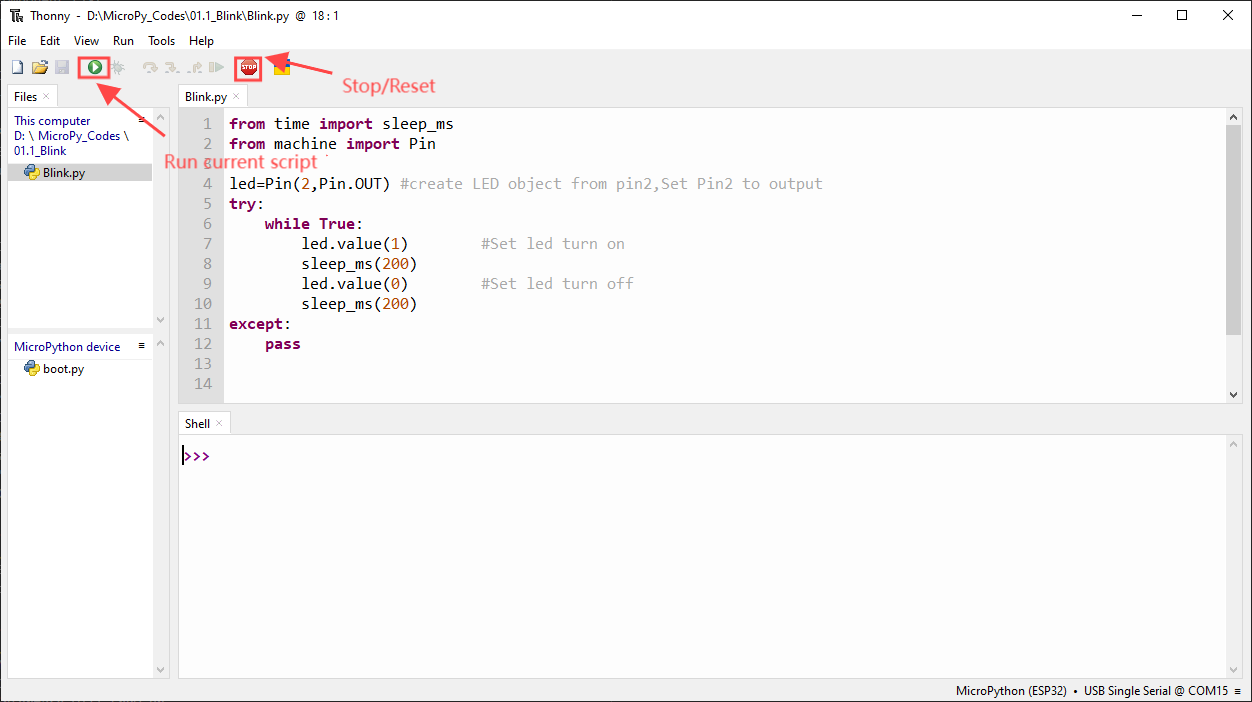 Thonny - D:\MicroPy_Codes\01.1_Blink\Blink.py @ 18 : 1
File Edit View Run Tools Help
STOP
Stop/Reset
Files
This computer
D: \ MicroPy_Codes \
01.1_Blink
Blink.py
Run current script
MicroPython device
boot.py
Blink.py
1 from time import sleep_ms
2 from machine import Pin
3
4 led=Pin(2,Pin.OUT) #create LED object from pin2,Set Pin2 to output
5 try:
6     while True:
7         led.value(1)        #Set led turn on
8         sleep_ms(200)
9         led.value(0)        #Set led turn off
10         sleep_ms(200)
11 except:
12     pass
13
14
Shell
>>>
MicroPython (ESP32) • USB Single Serial @ COM15 ≡